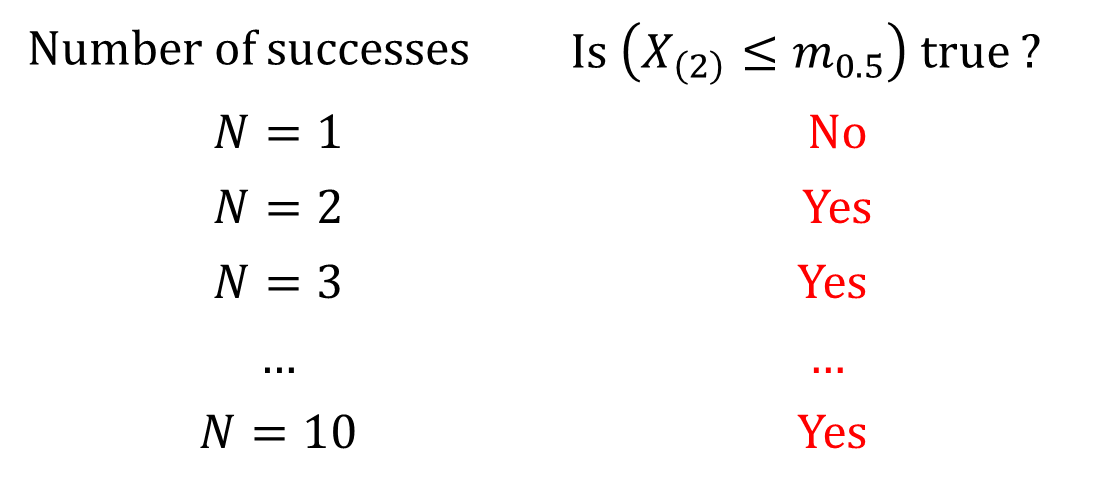 Number of successes Is (X₍₂₎ ≤ m₀.₅) true ?
N = 1 No
N = 2 Yes
N = 3 Yes
... ...
N = 10 Yes